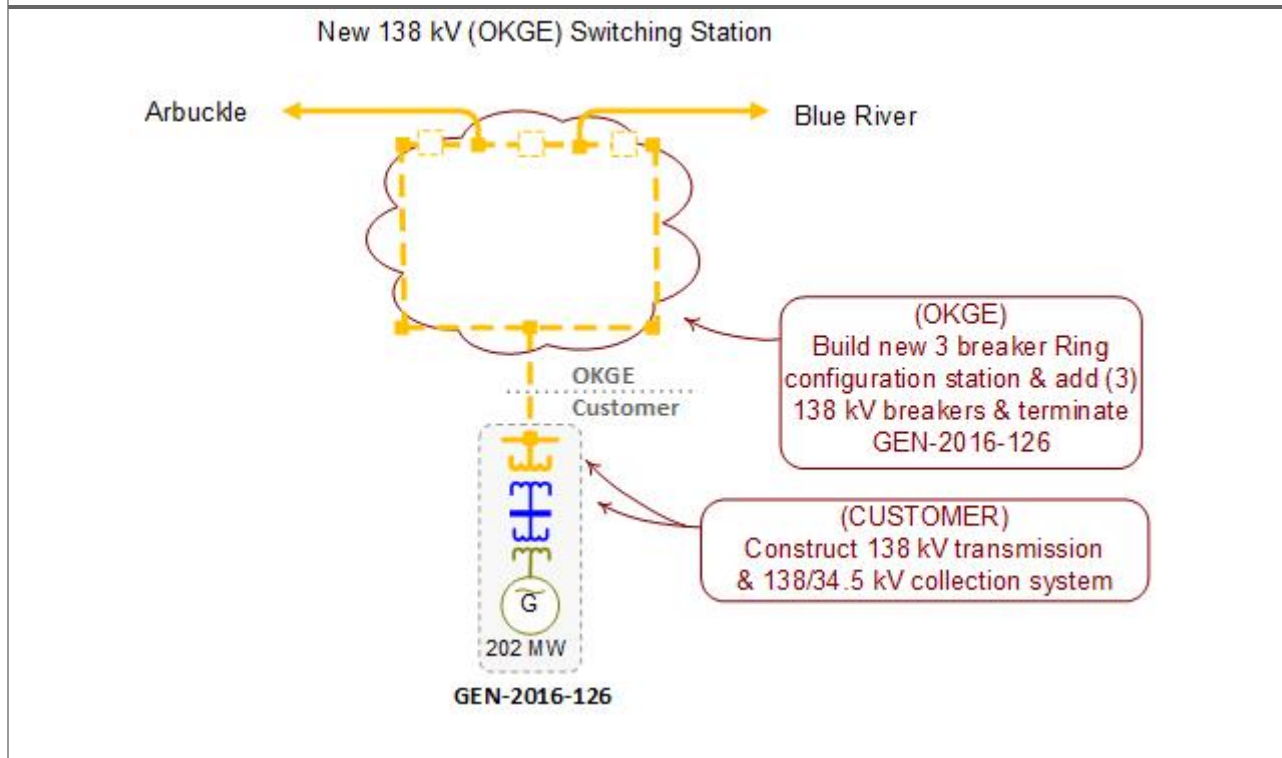 New 138 kV (OKGE) Switching Station
Arbuckle
Blue River
(OKGE)
Build new 3 breaker Ring
configuration station & add (3)
138 kV breakers & terminate
GEN-2016-126
OKGE
Customer
(CUSTOMER)
Construct 138 kV transmission
& 138/34.5 kV collection system
G
202 MW
GEN-2016-126